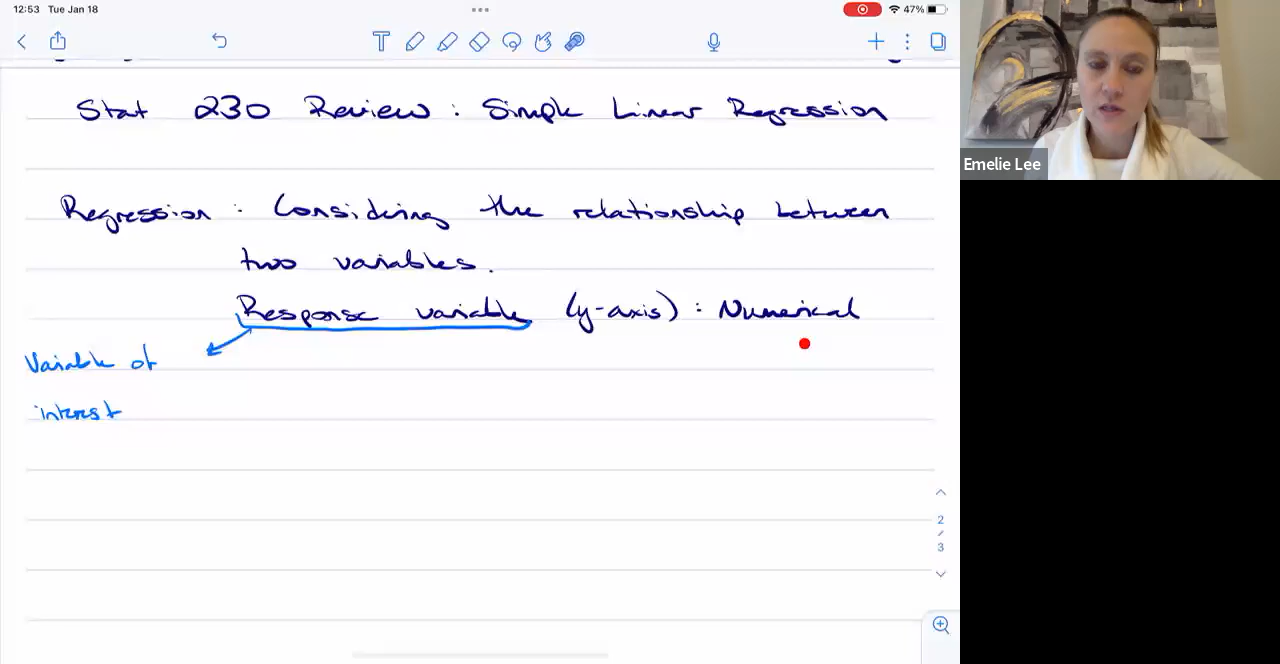 12:53 Tue Jan 18
47%
Stat 230 Review : Simple Linear Regression
Regression : Considering the relationship between
two variables.
Response variable (y-axis) : Numerical
Variable of
interest
2
3
Emelie Lee